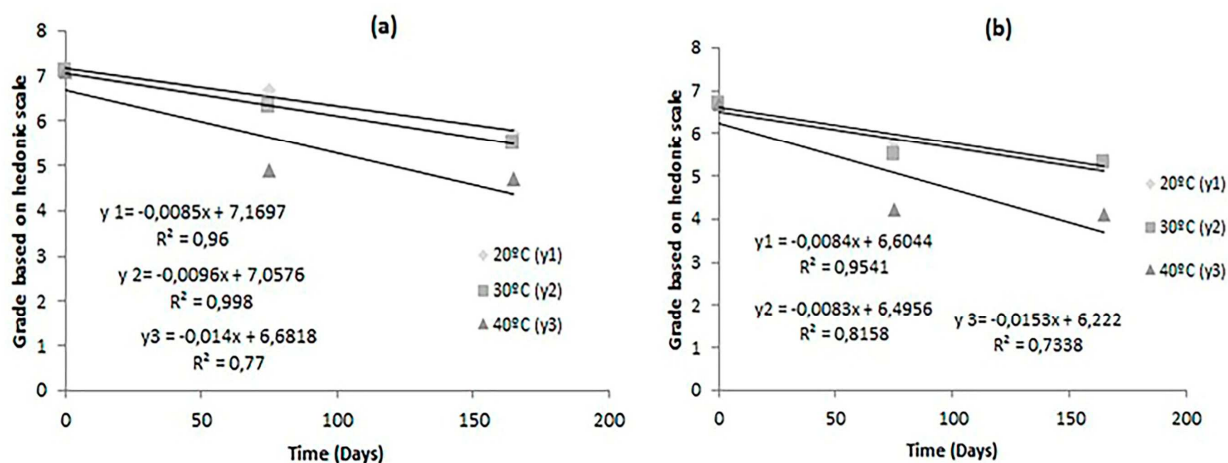 (a)
Grade based on hedonic scale
8
7
6
5
4
3
2
1
0
y 1= -0,0085x + 7,1697
R² = 0,96
y 2= -0,0096x + 7,0576
R² = 0,998
y3 = -0,014x + 6,6818
R² = 0,77
20ºC (y1)
30ºC (y2)
40ºC (y3)
0 50 100 150 200
Time (Days)
(b)
Grade based on hedonic scale
8
7
6
5
4
3
2
1
0
y1 = -0,0084x + 6,6044
R² = 0,9541
y2 = -0,0083x + 6,4956
R² = 0,8158
y 3= -0,0153x + 6,222
R² = 0,7338
20ºC (y1)
30ºC (y2)
40ºC (y3)
0 50 100 150 200
Time (Days)